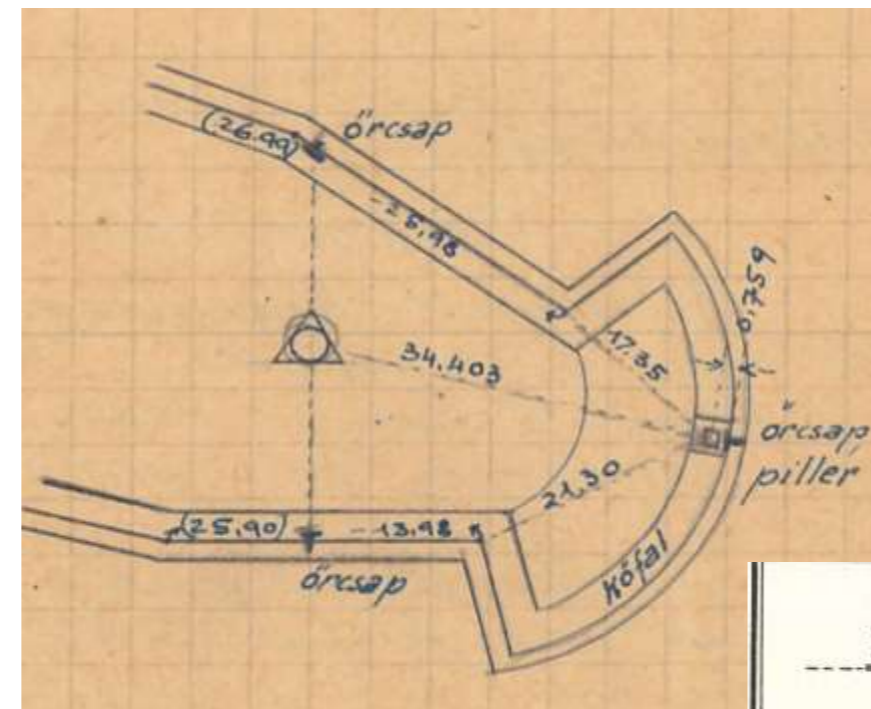 őrcsap
(26.99)
25,98
0,759
17.35
34.403
őrcsap
pillér
21.30
(25,90)
13.98
őrcsap
Kőfal